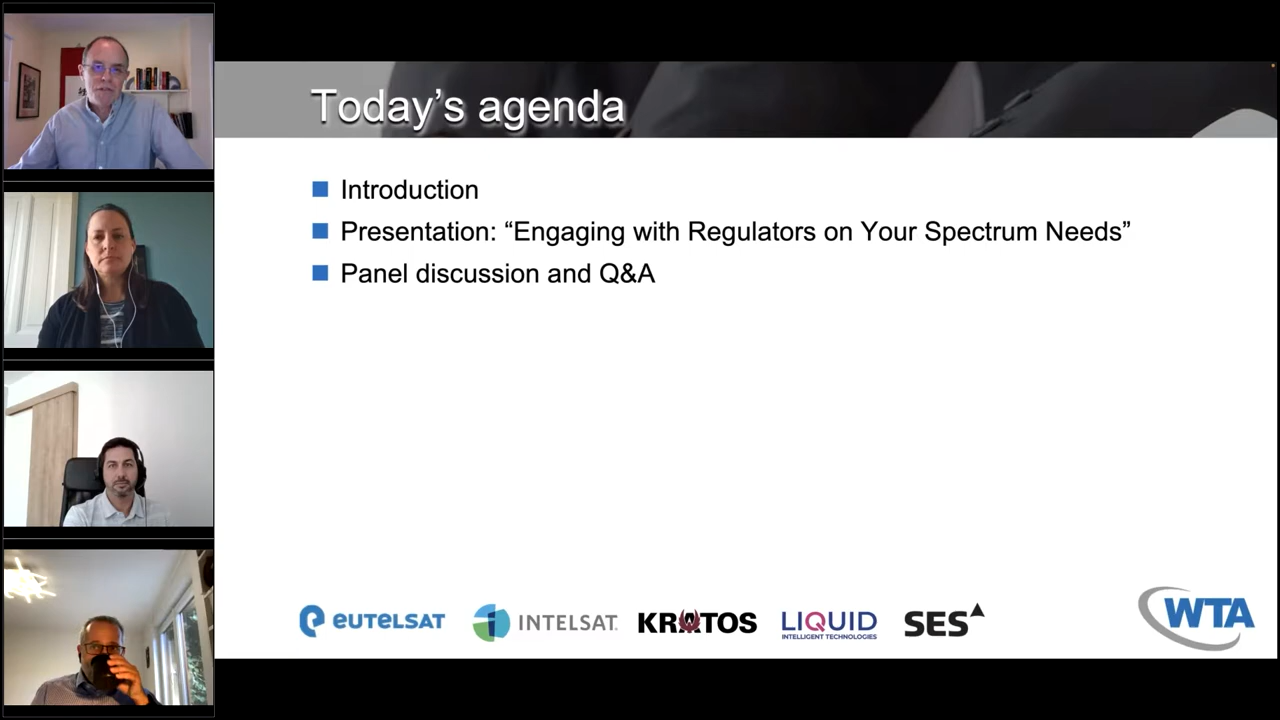 Today's agenda
Introduction
Presentation: “Engaging with Regulators on Your Spectrum Needs”
Panel discussion and Q&A
eutelsat
INTELSAT.
KRATOS
LIQUID
INTELLIGENT TECHNOLOGIES
SES
WTA